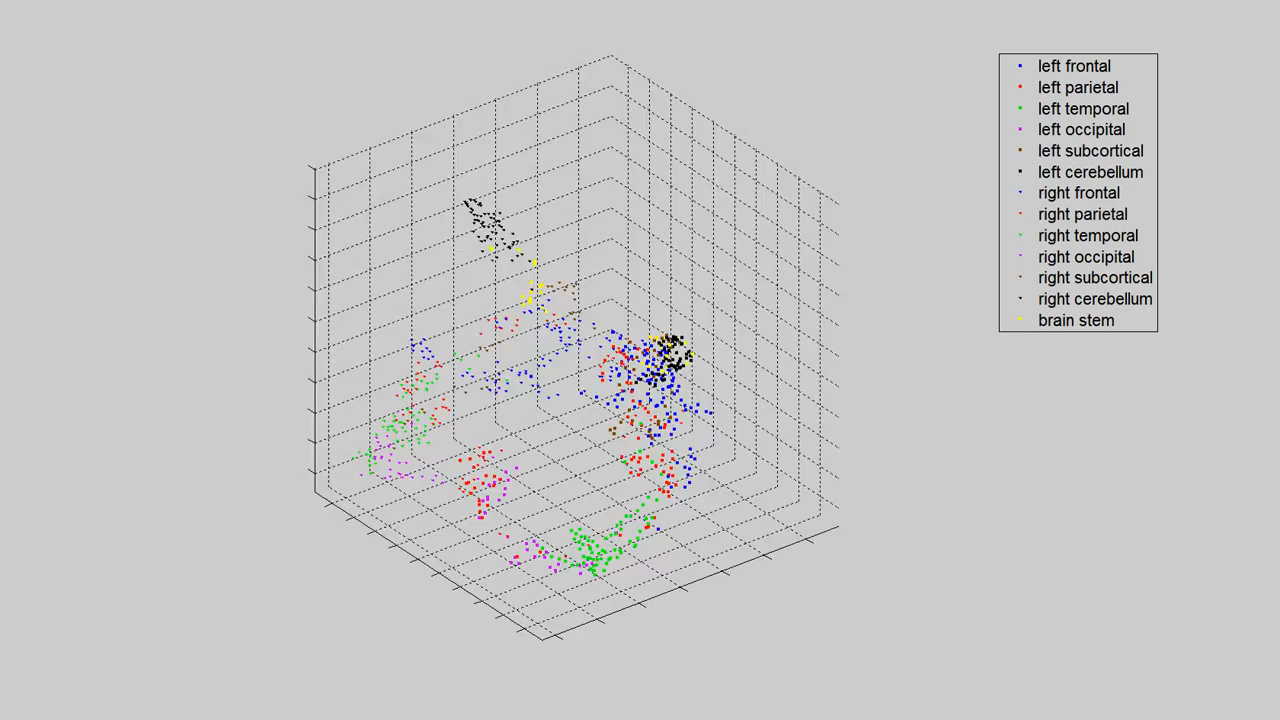 left frontal
left parietal
left temporal
left occipital
left subcortical
left cerebellum
right frontal
right parietal
right temporal
right occipital
right subcortical
right cerebellum
brain stem